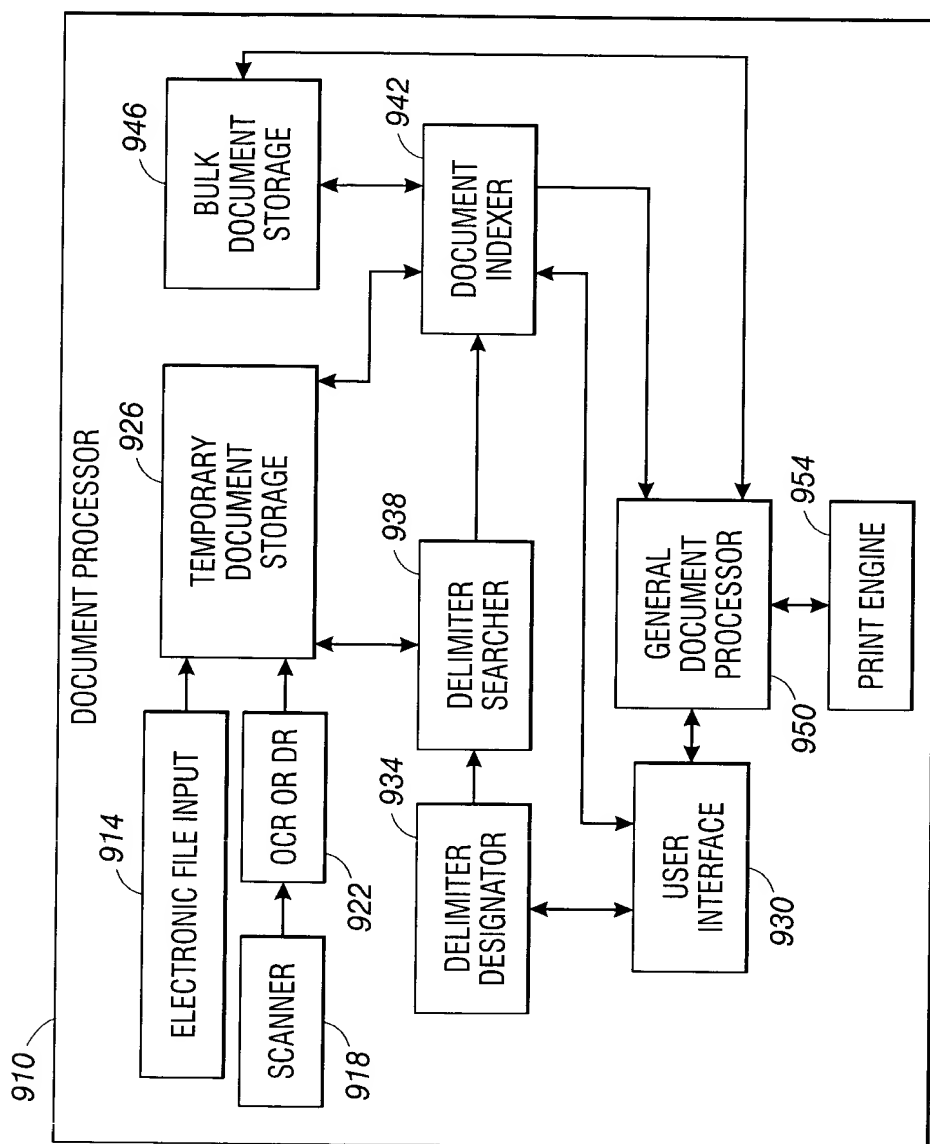 910
DOCUMENT PROCESSOR
914
ELECTRONIC FILE INPUT
SCANNER
918
OCR OR DR
922
926
TEMPORARY
DOCUMENT
STORAGE
946
BULK
DOCUMENT
STORAGE
934
DELIMITER
DESIGNATOR
938
DELIMITER
SEARCHER
942
DOCUMENT
INDEXER
USER
INTERFACE
930
GENERAL
DOCUMENT
PROCESSOR
950
954
PRINT ENGINE